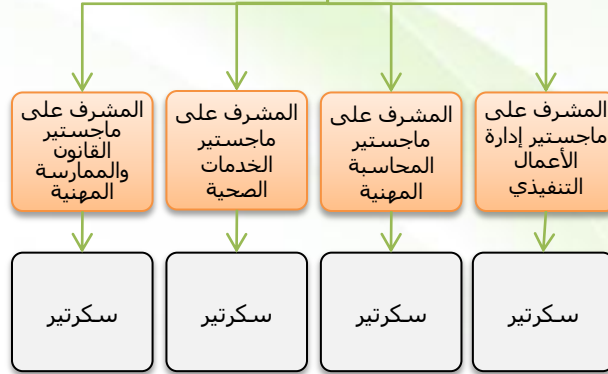 المشرف على
ماجستير إدارة
الأعمال
التنفيذي
المشرف على
ماجستير
المحاسبة
المهنية
المشرف على
ماجستير
الخدمات
الصحية
المشرف على
ماجستير
القانون
والممارسة
المهنية
سكرتير
سكرتير
سكرتير
سكرتير